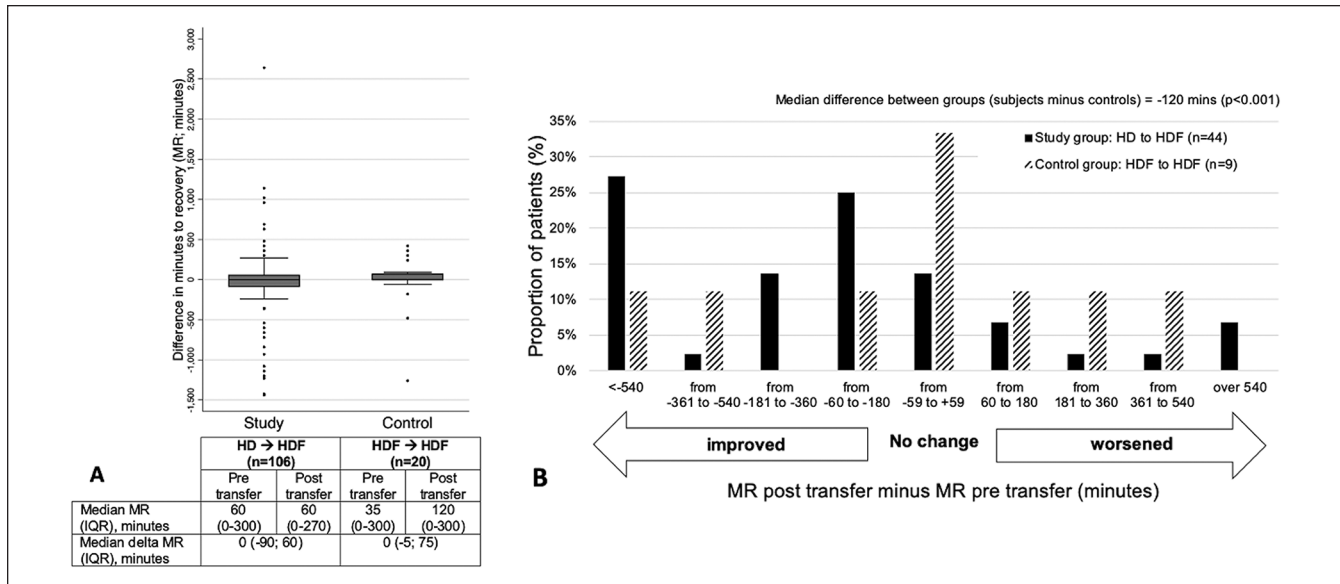 3,000
2,500
2,000
1,500
1,000
500
0
-500
-1,000
-1,500
Difference in minutes to recovery (MR; minutes)
Study
Control
A
HD → HDF
(n=106)
HDF → HDF
(n=20)
Pre
transfer
Post
transfer
Pre
transfer
Post
transfer
Median MR
(IQR), minutes
60
(0-300)
60
(0-270)
35
(0-300)
120
(0-300)
Median delta MR
(IQR), minutes
0 (-90; 60)
0 (-5; 75)
Median difference between groups (subjects minus controls) = -120 mins (p<0.001)
35%
30%
25%
20%
15%
10%
5%
0%
Proportion of patients (%)
Study group: HD to HDF (n=44)
Control group: HDF to HDF (n=9)
<-540
from
-361 to -540
from
-181 to -360
from
-60 to -180
from
-59 to +59
from
60 to 180
from
181 to 360
from
361 to 540
over 540
improved
No change
worsened
B
MR post transfer minus MR pre transfer (minutes)